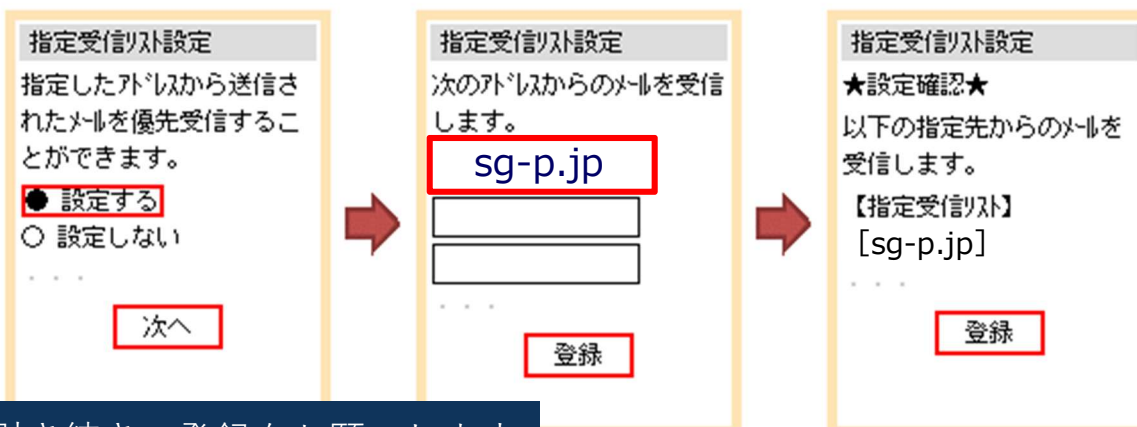 指定受信ﾘｽﾄ設定
指定したｱﾄﾞﾚｽから送信さ
れたﾒｰﾙを優先受信するこ
とができます。
● 設定する
○ 設定しない
・・・
次へ
指定受信ﾘｽﾄ設定
次のｱﾄﾞﾚｽからのﾒｰﾙを受信
します。
sg-p.jp
・・・
登録
指定受信ﾘｽﾄ設定
★設定確認★
以下の指定先からのﾒｰﾙを
受信します。
【指定受信ﾘｽﾄ】
［sg-p.jp］
・・・
登録